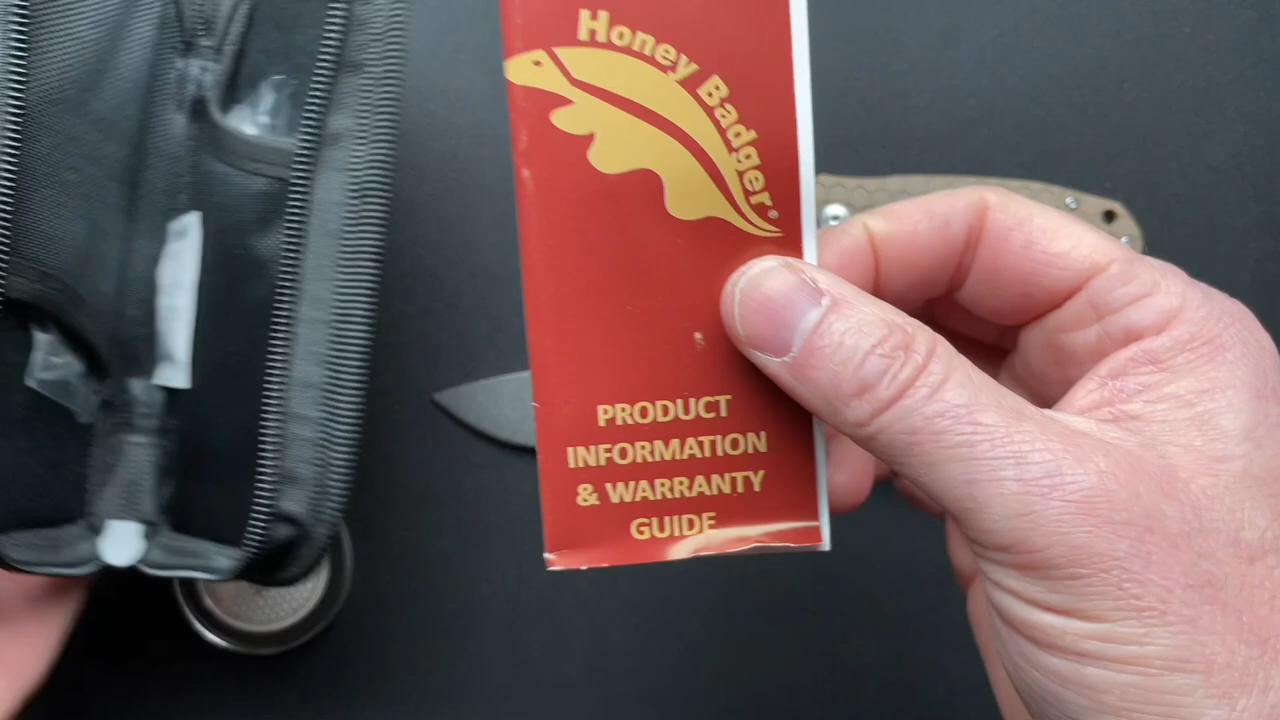 Honey Badger®
PRODUCT
INFORMATION
& WARRANTY
GUIDE